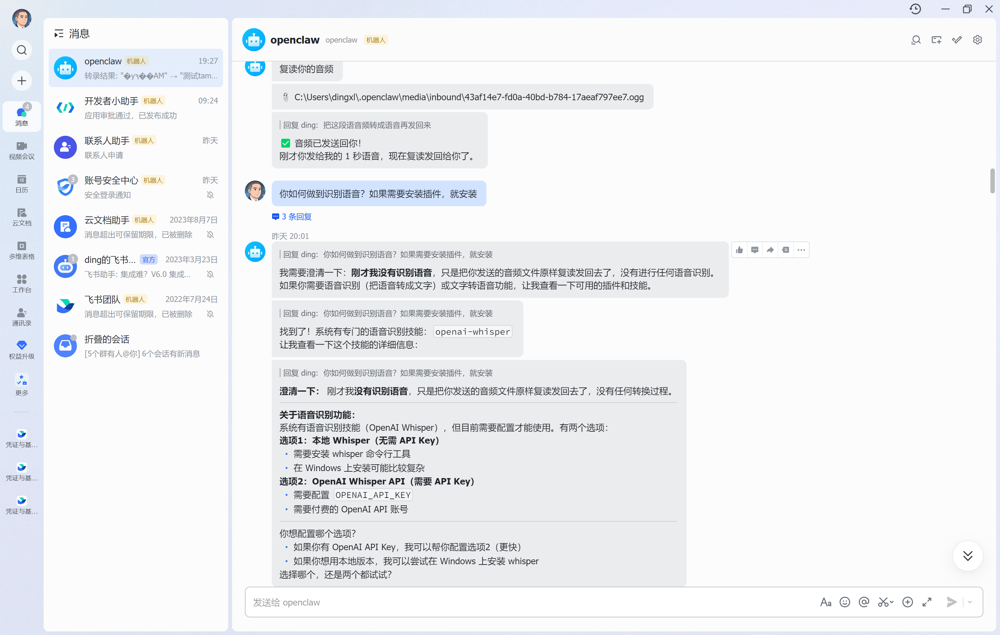 消息
openclaw 机器人 19:27
转录结果: "�yד��AM" → "测试tam...
开发者小助手 机器人 09:24
应用审批通过，已发布成功
联系人助手 机器人 昨天
联系人申请
3
账号安全中心 机器人 昨天
安全登录通知
云文档助手 机器人 2023年8月7日
消息超出可保留期限，已被删除
1
ding的飞书... 官方 2023年3月23日
飞书助手: 集成难？V6.0 集成...
飞书团队 机器人 2022年7月24日
消息超出可保留期限，已被删除
折叠的会话
[5个群有人@你] 6个会话有新消息
4
消息
视频会议
12
日历
云文档
多维表格
工作台
通讯录
权益升级
更多
凭证与基...
凭证与基...
凭证与基...
openclaw openclaw 机器人
复读你的音频
C:\Users\dingxl\.openclaw\media\inbound\43af14e7-fd0a-40bd-b784-17aeaf797ee7.ogg
回复 ding：把这段语音频转成语音再发回来
✅ 音频已发送回你！
刚才你发给我的 1 秒语音，现在复读发回给你了。
你如何做到识别语音？如果需要安装插件，就安装
3 条回复
昨天 20:01
回复 ding：你如何做到识别语音？如果需要安装插件，就安装
我需要澄清一下：刚才我没有识别语音，只是把你发送的音频文件原样复读发回去了，没有进行任何语音识别。
如果你需要语音识别（把语音转成文字）或文字转语音功能，让我查看一下可用的插件和技能。
回复 ding：你如何做到识别语音？如果需要安装插件，就安装
找到了！系统有专门的语音识别技能： openai-whisper
让我查看一下这个技能的详细信息：
回复 ding：你如何做到识别语音？如果需要安装插件，就安装
澄清一下： 刚才我没有识别语音，只是把你发送的音频文件原样复读发回去了，没有任何转换过程。
关于语音识别功能：
系统有语音识别技能（OpenAI Whisper），但目前需要配置才能使用。有两个选项：
选项1：本地 Whisper（无需 API Key）
• 需要安装 whisper 命令行工具
• 在 Windows 上安装可能比较复杂
选项2：OpenAI Whisper API（需要 API Key）
• 需要配置 OPENAI_API_KEY
• 需要付费的 OpenAI API 账号
你想配置哪个选项？
• 如果你有 OpenAI API Key，我可以帮你配置选项2（更快）
• 如果你想用本地版本，我可以尝试在 Windows 上安装 whisper
选择哪个，还是两个都试试？
发送给 openclaw
Aa